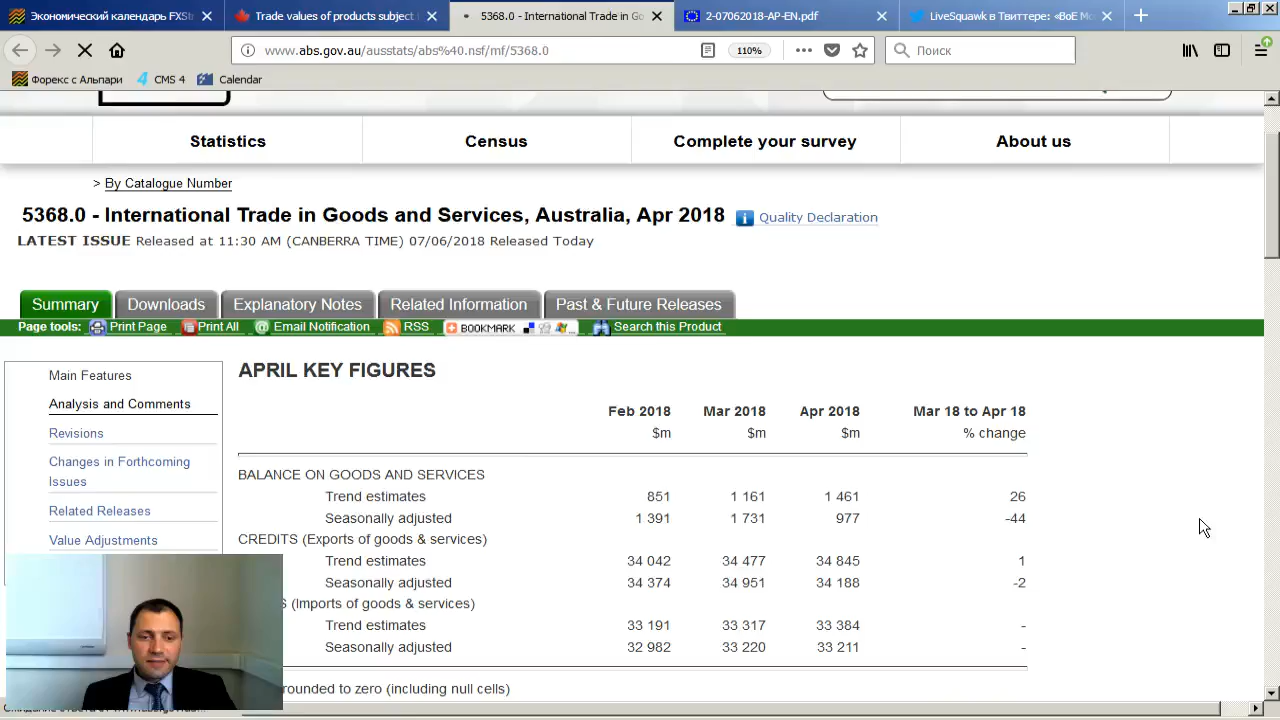 Экономический календарь FXStr
Trade values of products subject
5368.0 - International Trade in Go
2-07062018-AP-EN.pdf
LiveSquawk в Твиттере: «BoE Mc
www.abs.gov.au/ausstats/abs%40.nsf/mf/5368.0
110%
Поиск
Форекс с Альпари
CMS 4
Calendar
Statistics
Census
Complete your survey
About us
> By Catalogue Number
5368.0 - International Trade in Goods and Services, Australia, Apr 2018
Quality Declaration
LATEST ISSUE Released at 11:30 AM (CANBERRA TIME) 07/06/2018 Released Today
Summary
Downloads
Explanatory Notes
Related Information
Past & Future Releases
Page tools: Print Page Print All Email Notification RSS BOOKMARK Search this Product
Main Features
Analysis and Comments
Revisions
Changes in Forthcoming
Issues
Related Releases
Value Adjustments
APRIL KEY FIGURES
Feb 2018 Mar 2018 Apr 2018 Mar 18 to Apr 18
$m $m $m % change
BALANCE ON GOODS AND SERVICES
Trend estimates 851 1 161 1 461 26
Seasonally adjusted 1 391 1 731 977 -44
CREDITS (Exports of goods & services)
Trend estimates 34 042 34 477 34 845 1
Seasonally adjusted 34 374 34 951 34 188 -2
S (Imports of goods & services)
Trend estimates 33 191 33 317 33 384 -
Seasonally adjusted 32 982 33 220 33 211 -
rounded to zero (including null cells)